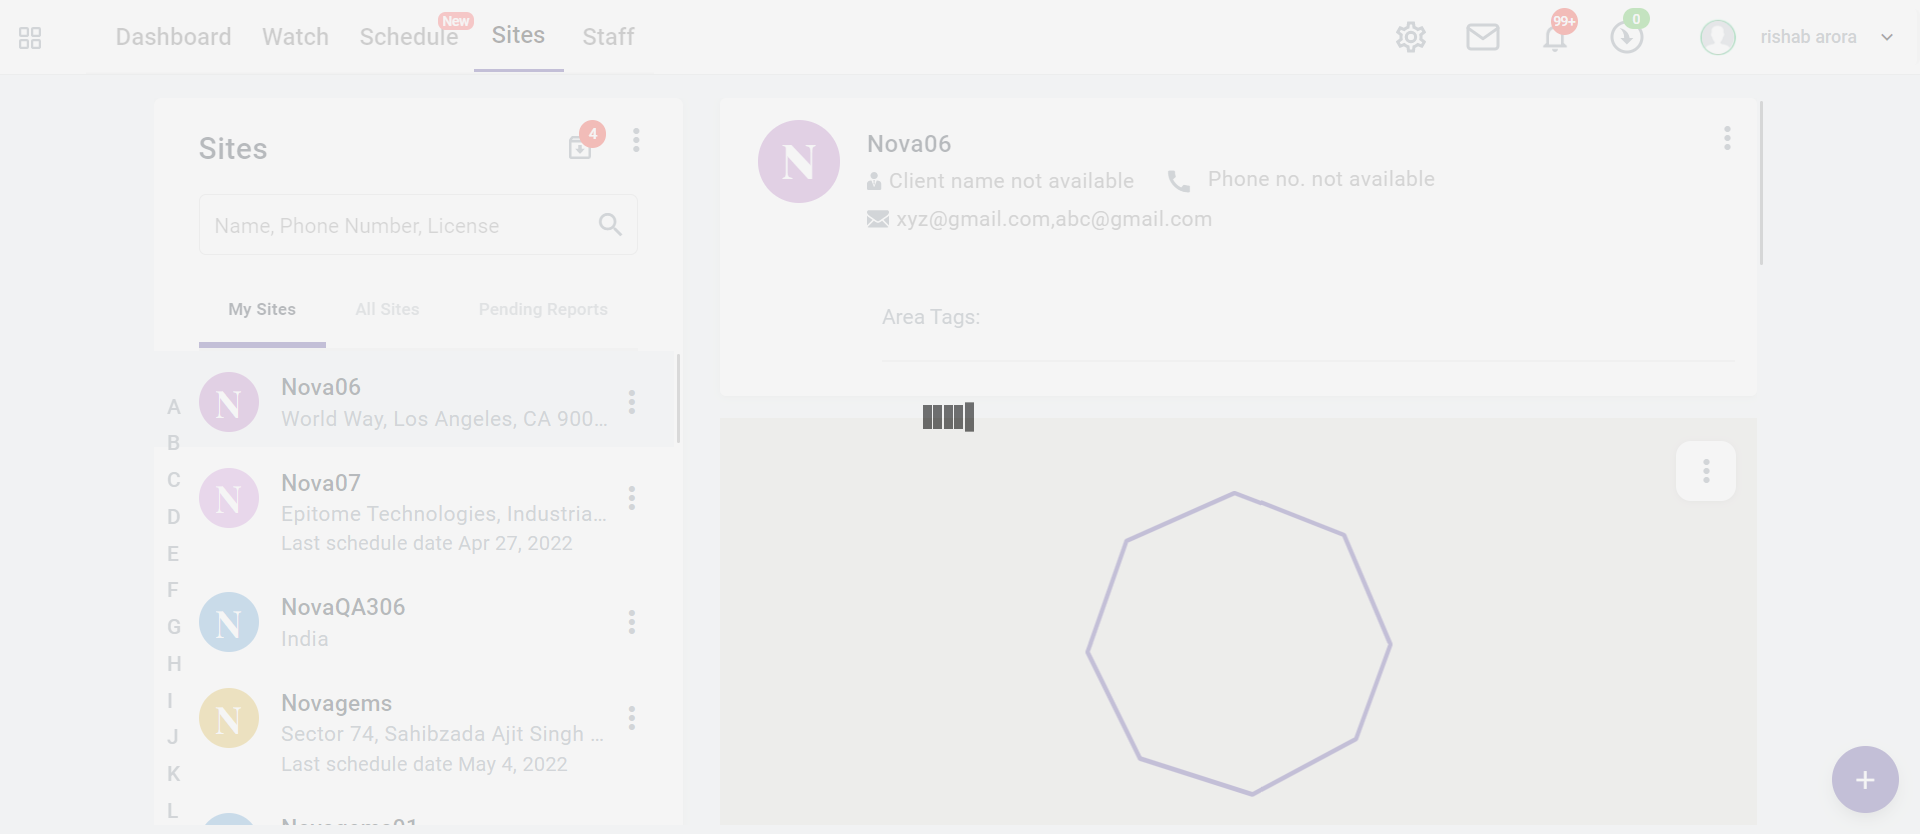 Dashboard
Watch
Schedule
New
Sites
Staff
99+
0
rishab arora
Sites
4
Name, Phone Number, License
My Sites
All Sites
Pending Reports
A
B
C
D
E
F
G
H
I
J
K
L
N
Nova06
World Way, Los Angeles, CA 900...
N
Nova07
Epitome Technologies, Industria...
Last schedule date Apr 27, 2022
N
NovaQA306
India
N
Novagems
Sector 74, Sahibzada Ajit Singh ...
Last schedule date May 4, 2022
N
Nova06
Client name not available
Phone no. not available
xyz@gmail.com,abc@gmail.com
Area Tags: